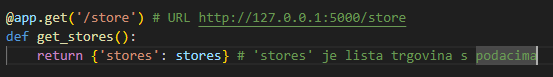 @app.get('/store') # URL http://127.0.0.1:5000/store
def get_stores():
    return {'stores': stores} # 'stores' je lista trgovina s podacima